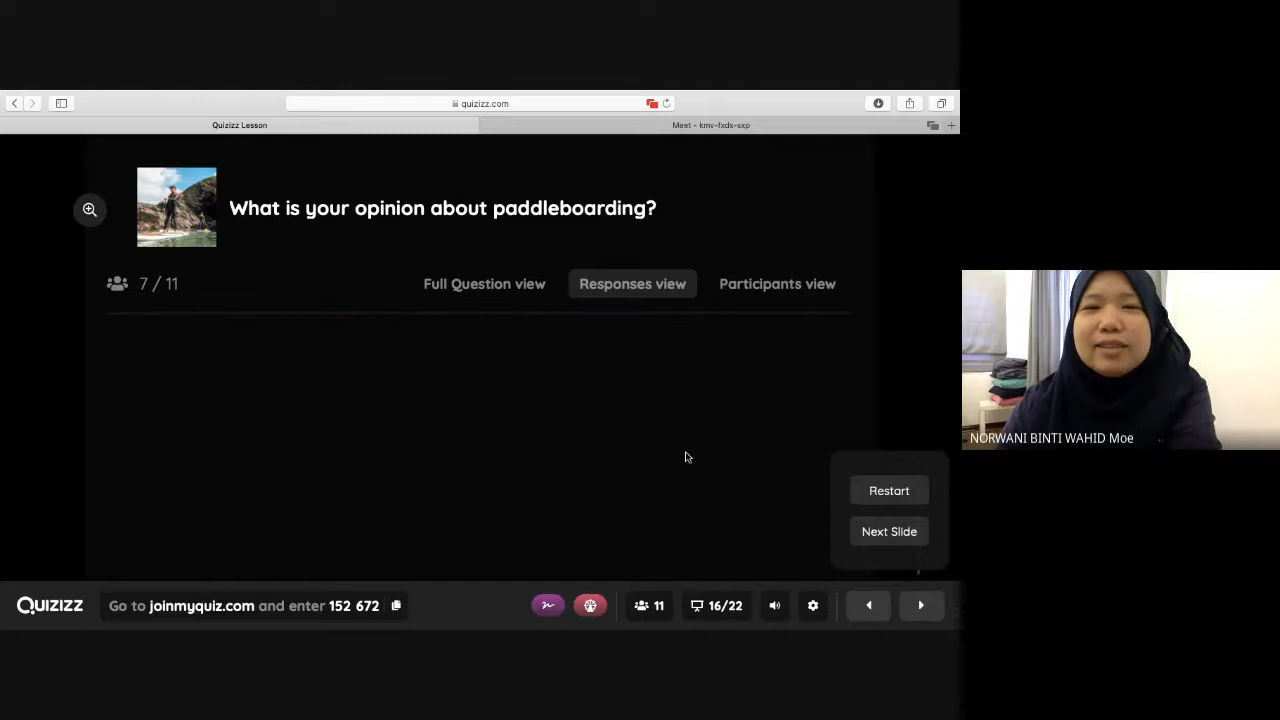 quizizz.com
Quizizz Lesson
Meet - kmv-fxdx-sxp
What is your opinion about paddleboarding?
7 / 11
Full Question view
Responses view
Participants view
NORWANI BINTI WAHID Moe
Restart
Next Slide
QUIZIZZ
Go to joinmyquiz.com and enter 152 672
11
16/22